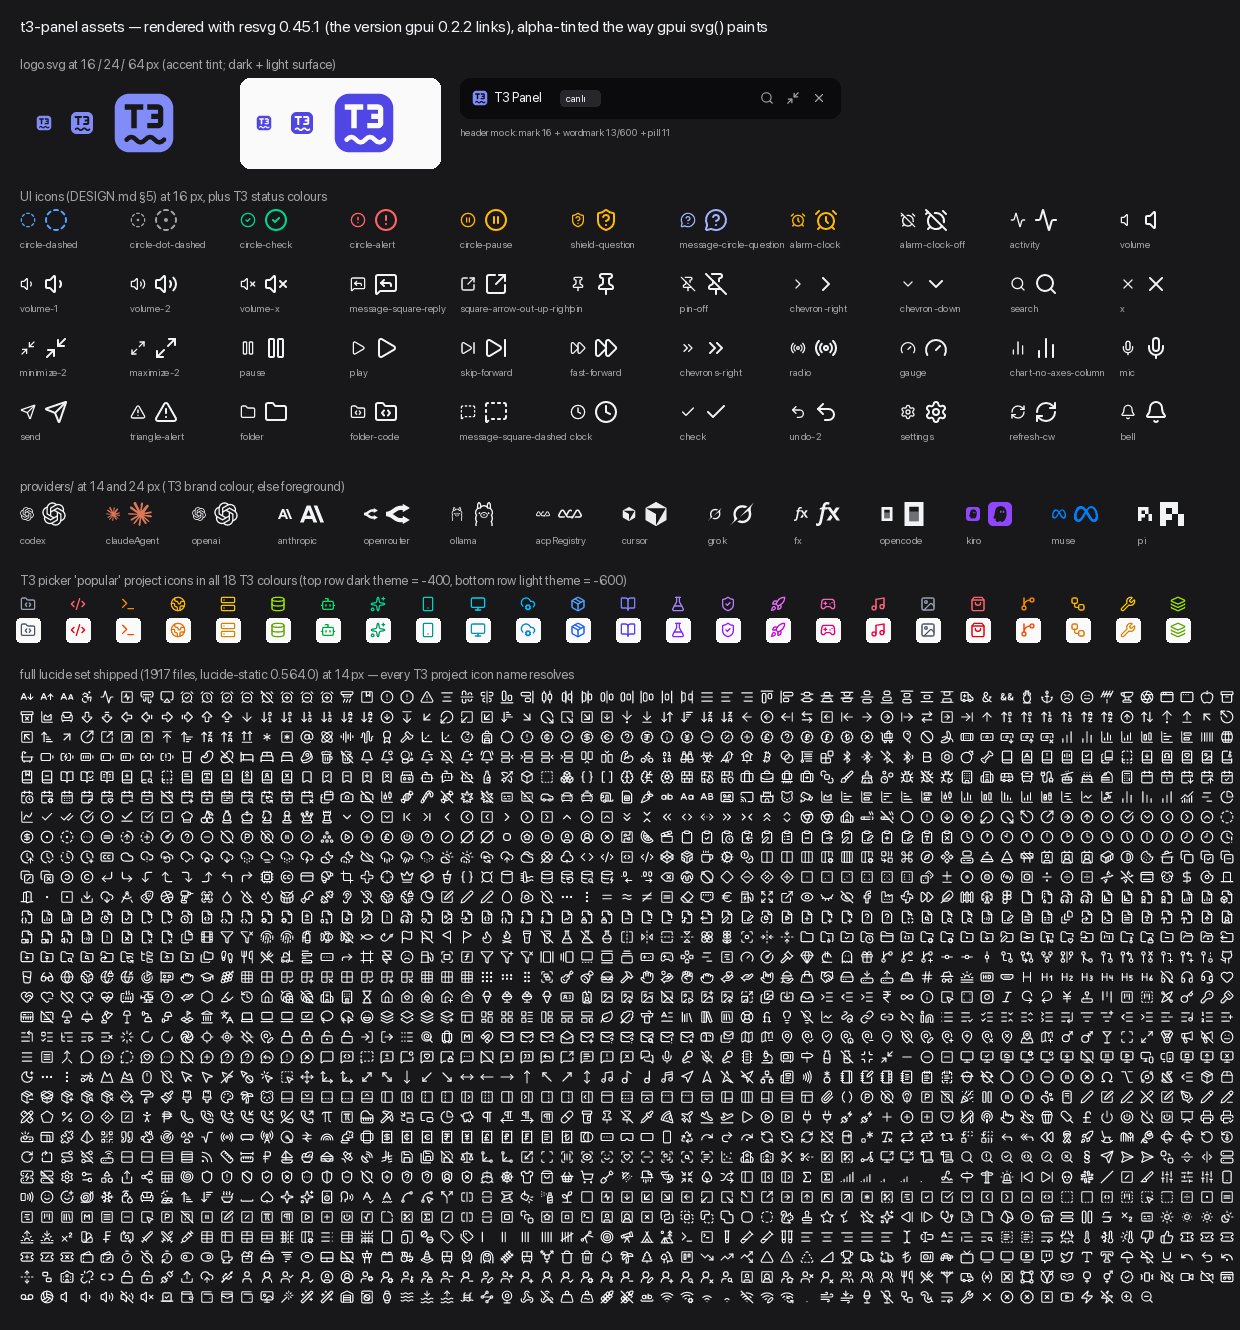 t3-panel assets — rendered with resvg 0.45.1 (the version gpui 0.2.2 links), alpha-tinted the way gpui svg() paints
logo.svg at 16 / 24 / 64 px (accent tint; dark + light surface)
T3 T3 T3 T3 T3 T3
T3 Panel canlı
header mock: mark 16 + wordmark 13/600 + pill 11
UI icons (DESIGN.md §5) at 16 px, plus T3 status colours
circle-dashed circle-dot-dashed circle-check circle-alert circle-pause shield-question message-circle-question alarm-clock alarm-clock-off activity volume
volume-1 volume-2 volume-x message-square-reply square-arrow-out-up-right pin pin-off chevron-right chevron-down search x
minimize-2 maximize-2 pause play skip-forward fast-forward chevrons-right radio gauge chart-no-axes-column mic
send triangle-alert folder folder-code message-square-dashed clock check undo-2 settings refresh-cw bell
providers/ at 14 and 24 px (T3 brand colour, else foreground)
codex claudeAgent openai anthropic openrouter ollama acpRegistry cursor grok fx opencode kiro muse pi
T3 picker 'popular' project icons in all 18 T3 colours (top row dark theme = -400, bottom row light theme = -600)
full lucide set shipped (1917 files, lucide-static 0.564.0) at 14 px — every T3 project icon name resolves